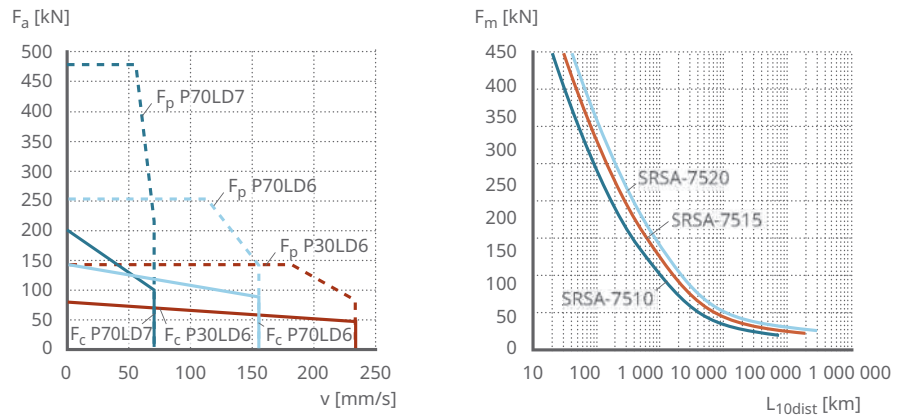 Fa [kN]
500
450
400
350
300
250
200
150
100
50
0
Fp P70LD7
Fp P70LD6
Fp P30LD6
Fc P70LD7
Fc P30LD6
Fc P70LD6
0 50 100 150 200 250
v [mm/s]
Fm [kN]
450
400
350
300
250
200
150
100
50
0
SRSA-7520
SRSA-7515
SRSA-7510
10 100 1 000 10 000 100 000 1 000 000
L10dist [km]